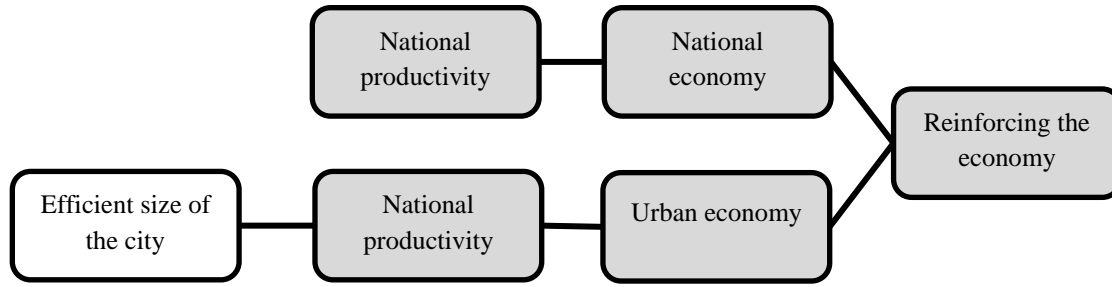 National
productivity
National
economy
Reinforcing the
economy
Efficient size of
the city
National
productivity
Urban economy